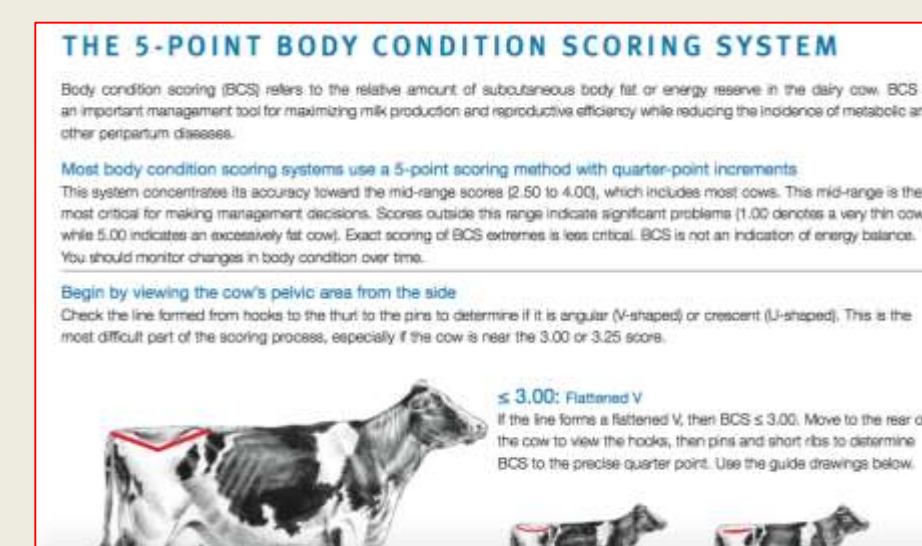 THE 5-POINT BODY CONDITION SCORING SYSTEM
Body condition scoring (BCS) refers to the relative amount of subcutaneous body fat or energy reserve in the dairy cow. BCS
an important management tool for maximizing milk production and reproductive efficiency while reducing the incidence of metabolic
other peripartum diseases.
Most body condition scoring systems use a 5-point scoring method with quarter-point increments
This system concentrates its accuracy toward the mid-range scores (2.50 to 4.00), which includes most cows. This mid-range is the
most critical for making management decisions. Scores outside this range indicate significant problems (1.00 denotes a very thin cow
while 5.00 indicates an excessively fat cow). Exact scoring of BCS extremes is less critical. BCS is not an indication of energy balance.
You should monitor changes in body condition over time.
Begin by viewing the cow's pelvic area from the side
Check the line formed from hooks to the thurl to the pins to determine if it is angular (V-shaped) or crescent (U-shaped). This is the
most difficult part of the scoring process, especially if the cow is near the 3.00 or 3.25 score.
≤ 3.00: Flattened V
If the line forms a flattened V, then BCS ≤ 3.00. Move to the rear
the cow to view the hooks, then pins and short ribs to determine
BCS to the precise quarter point. Use the guide drawings below.